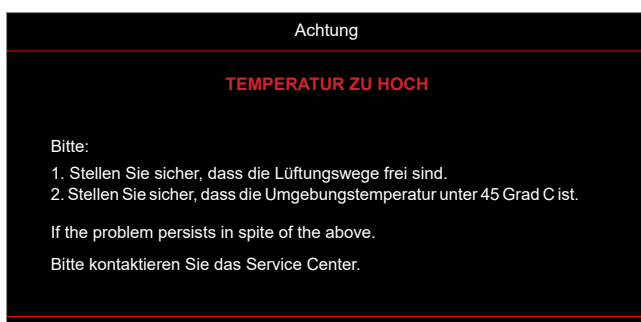 Achtung
TEMPERATUR ZU HOCH
Bitte:
1. Stellen Sie sicher, dass die Lüftungswege frei sind.
2. Stellen Sie sicher, dass die Umgebungstemperatur unter 45 Grad C ist.
If the problem persists in spite of the above.
Bitte kontaktieren Sie das Service Center.